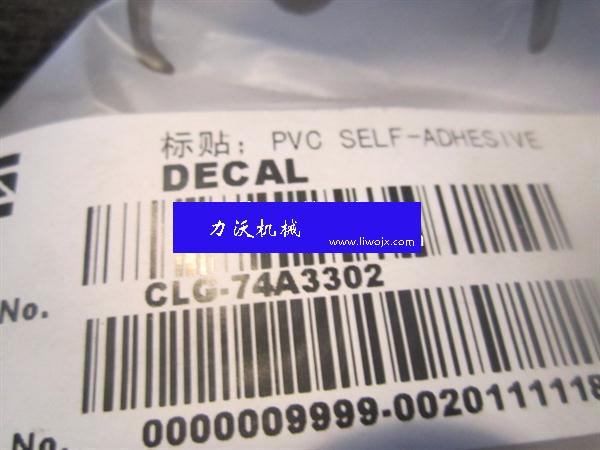 标贴: PVC SELF-ADHESIVE
DECAL
力沃机械
www.liwojx.com
CLG-74A3302
No.
0000009999-0020111118
No.